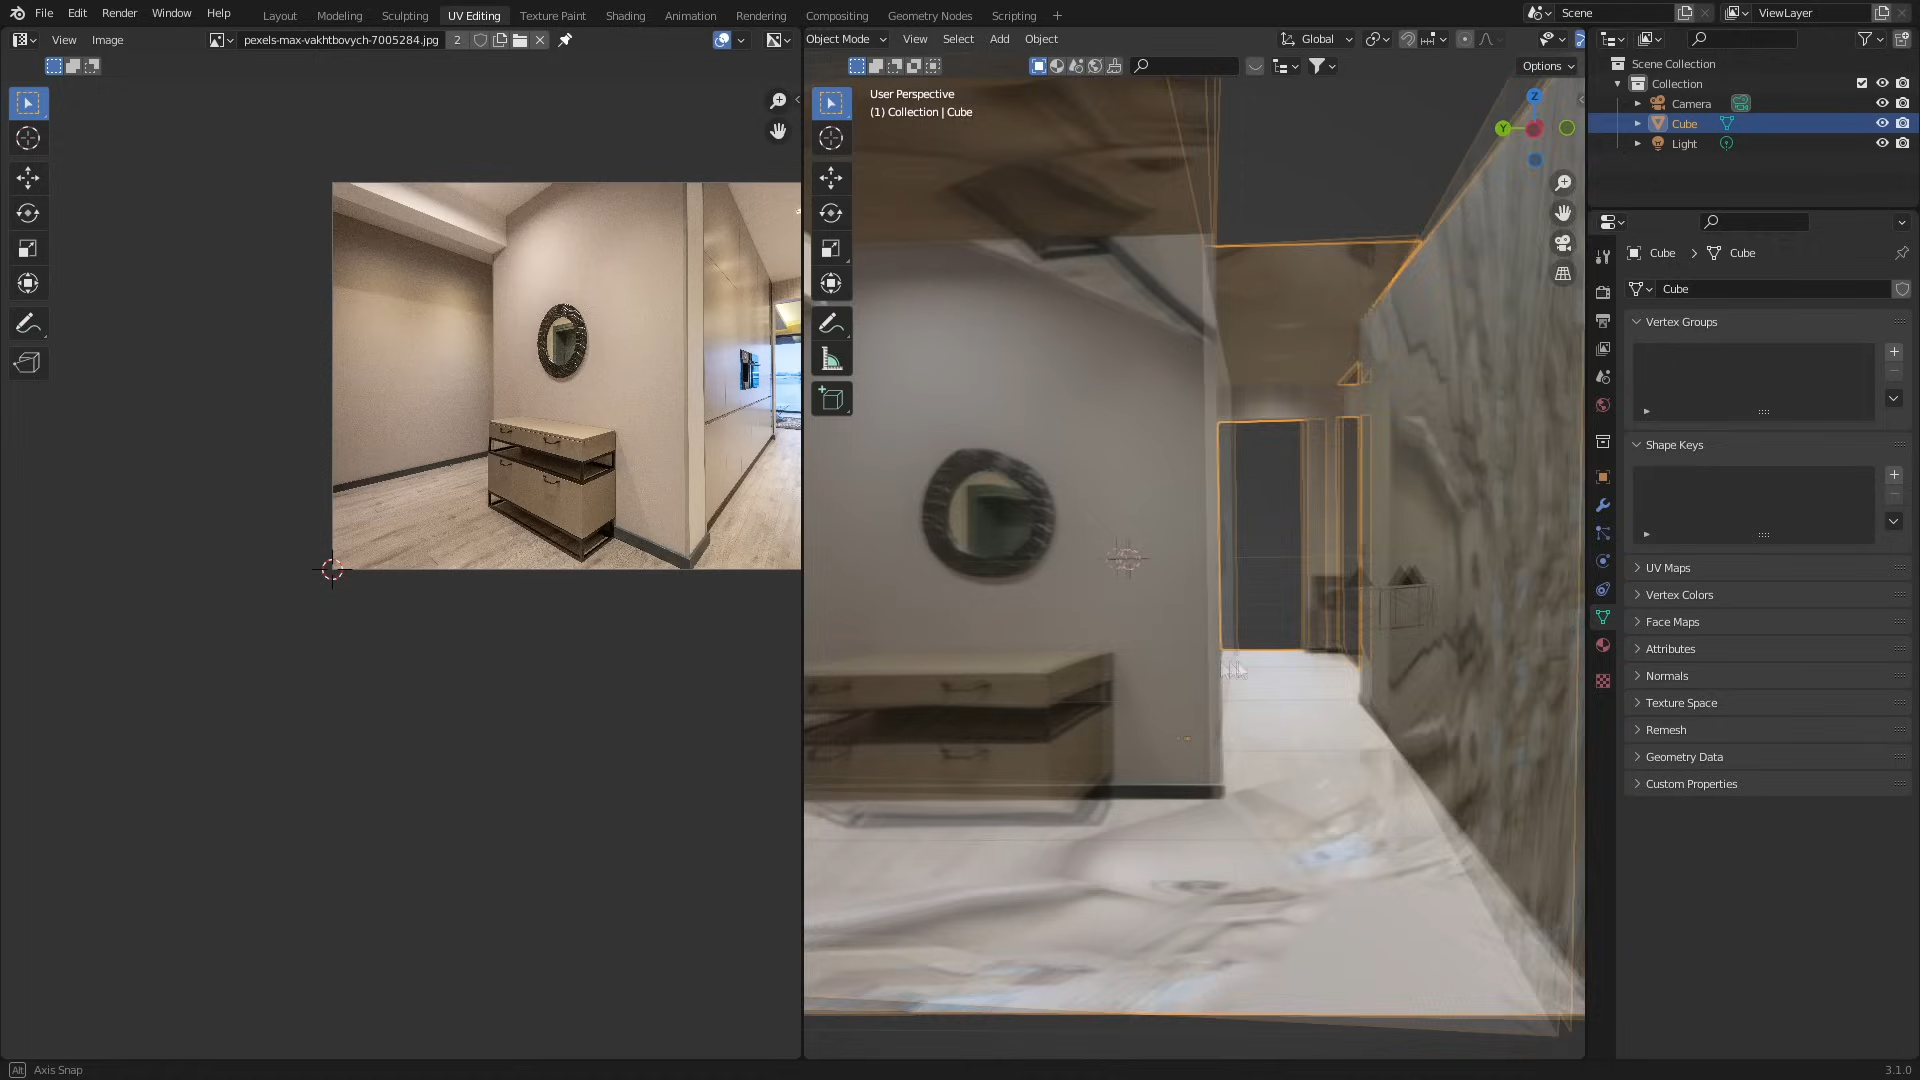 File Edit Render Window Help
Layout Modeling Sculpting UV Editing Texture Paint Shading Animation Rendering Compositing Geometry Nodes Scripting +
Scene
ViewLayer
View Image
pexels-max-vakhtbovych-7005284.jpg 2
Object Mode View Select Add Object
Global
Options
User Perspective
(1) Collection | Cube
Z
Y
Scene Collection
Collection
Camera
Cube
Light
Cube > Cube
Cube
Vertex Groups
Shape Keys
UV Maps
Vertex Colors
Face Maps
Attributes
Normals
Texture Space
Remesh
Geometry Data
Custom Properties
Alt Axis Snap
3.1.0